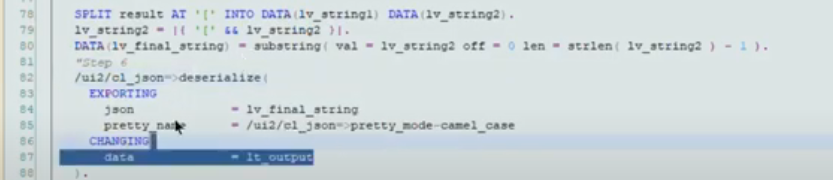 78 SPLIT result AT '[' INTO DATA(lv_string1) DATA(lv_string2).
79 lv_string2 = |{ '[' && lv_string2 }|.
80 DATA(lv_final_string) = substring( val = lv_string2 off = 0 len = strlen( lv_string2 ) - 1 ).
81 "Step 6
82 /ui2/cl_json=>deserialize(
83 EXPORTING
84 json = lv_final_string
85 pretty_name = /ui2/cl_json=>pretty_mode-camel_case
86 CHANGING
87 data = lt_output
88 ).